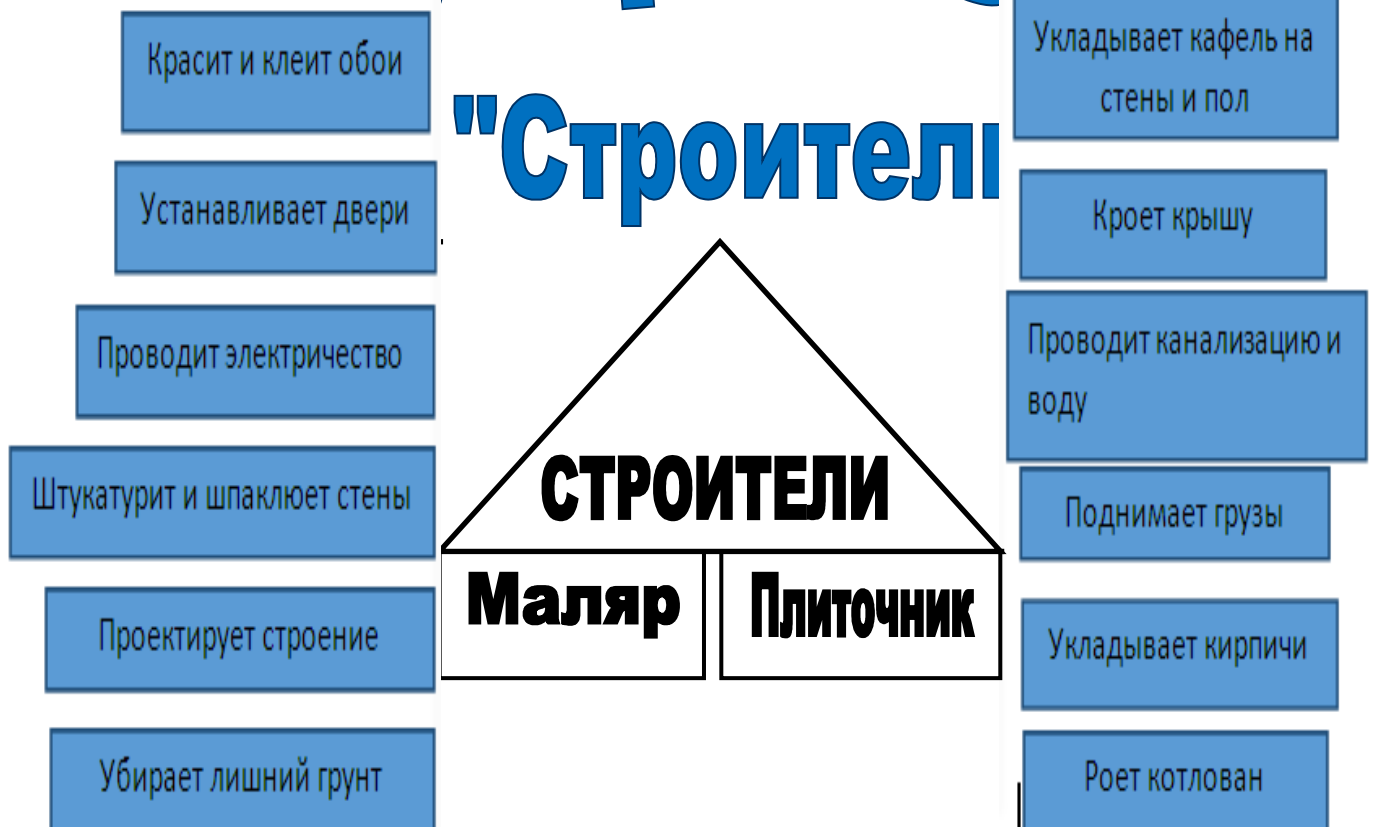 Красит и клеит обои
Устанавливает двери
Проводит электричество
Штукатурит и шпаклюет стены
Проектирует строение
Убирает лишний грунт
СТРОИТЕЛИ
Маляр
Плиточник
Укладывает кафель на
стены и пол
Кроет крышу
Проводит канализацию и
воду
Поднимает грузы
Укладывает кирпичи
Роет котлован